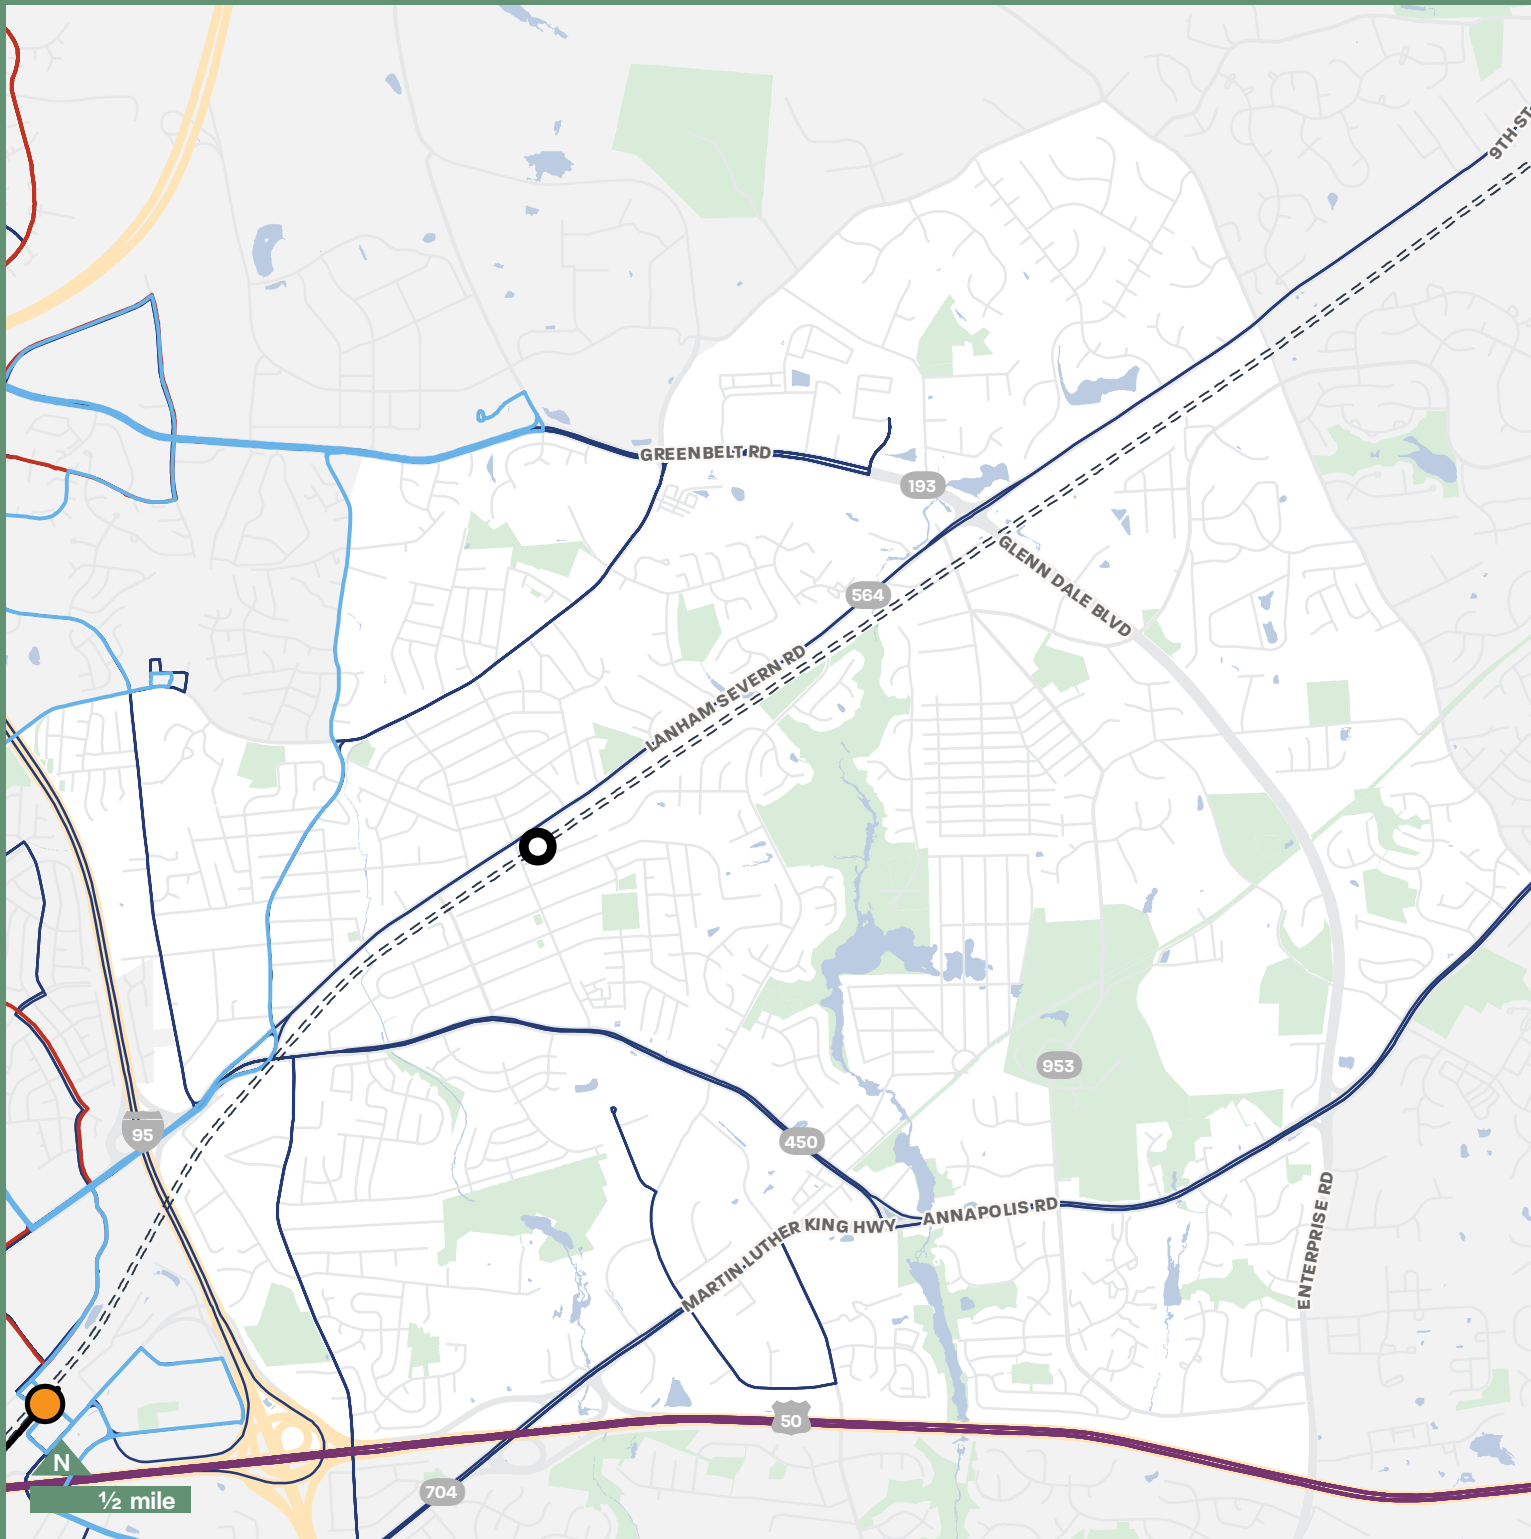 9TH ST
GREENBELT RD
193
GLENN DALE BLVD
564
LANHAM SEVERN RD
953
95
450
ANNAPOLIS RD
MARTIN LUTHER KING HWY
ENTERPRISE RD
50
N
704
½ mile